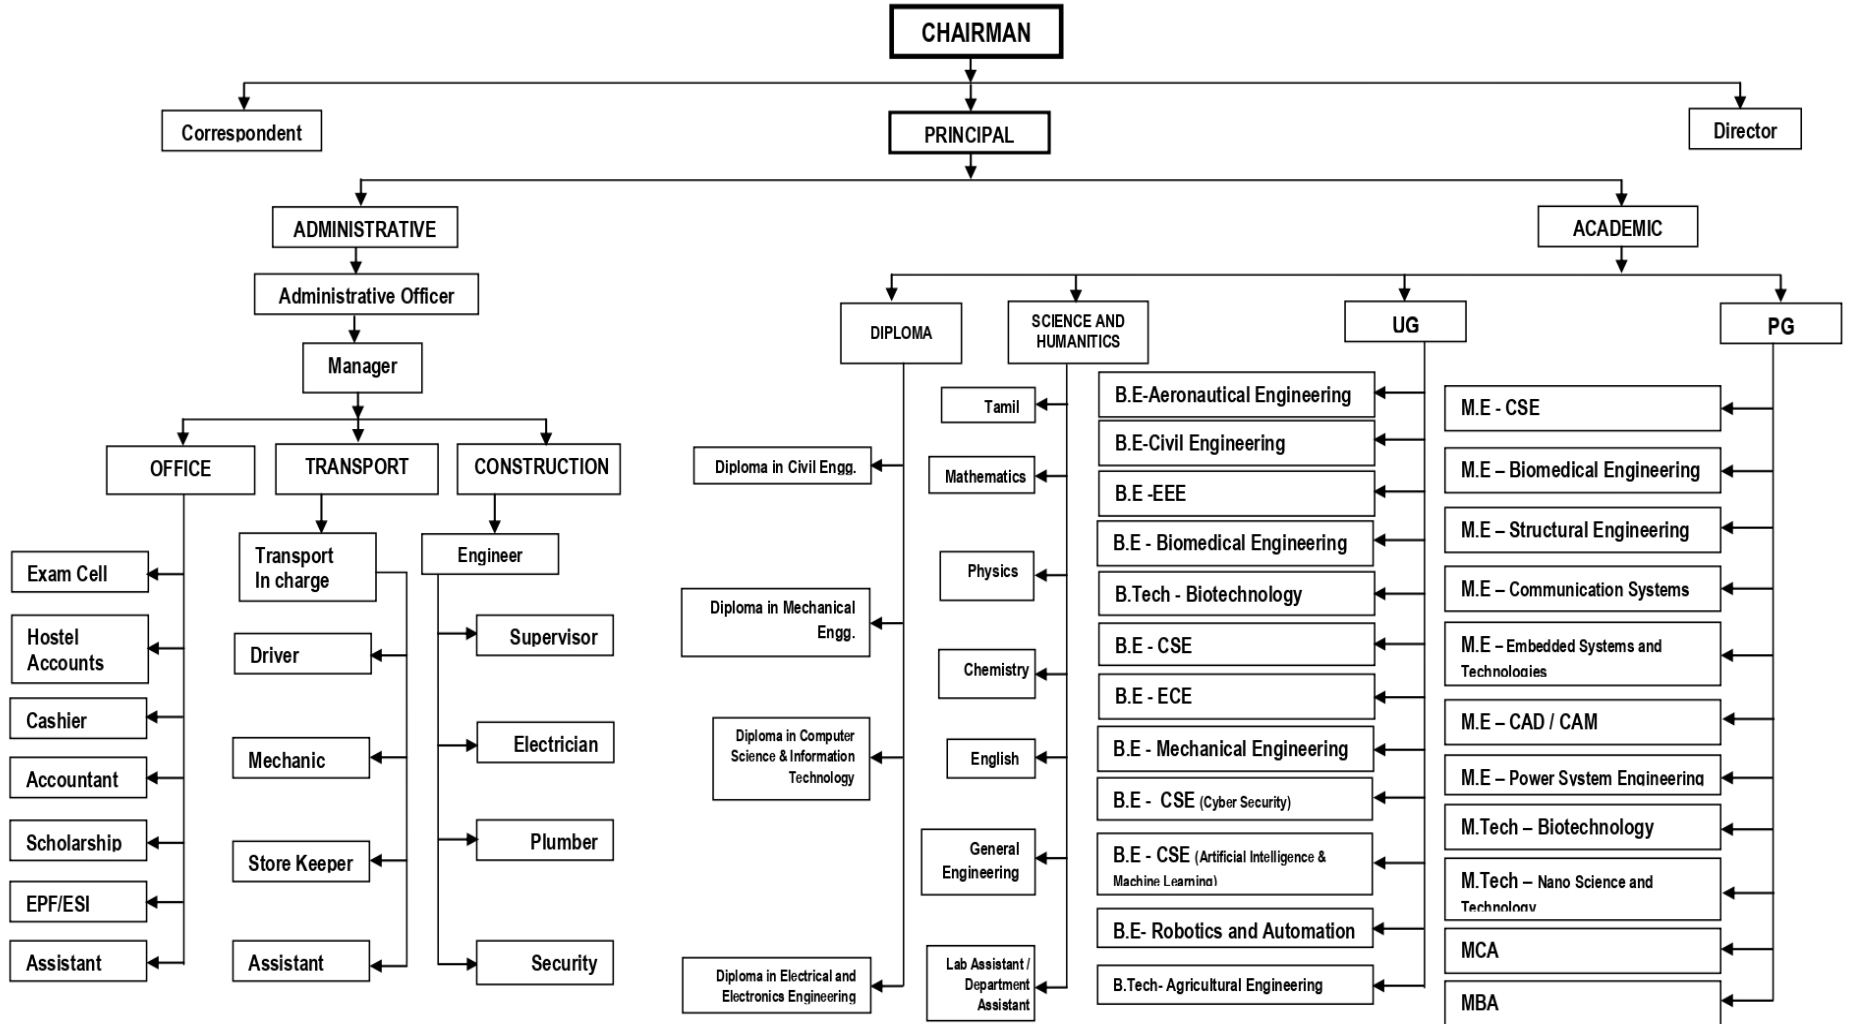 CHAIRMAN
Correspondent
PRINCIPAL
Director
ADMINISTRATIVE
ACADEMIC
Administrative Officer
Manager
OFFICE
TRANSPORT
CONSTRUCTION
Exam Cell
Hostel
Accounts
Cashier
Accountant
Scholarship
EPF/ESI
Assistant
Transport
In charge
Driver
Mechanic
Store Keeper
Assistant
Engineer
Supervisor
Electrician
Plumber
Security
DIPLOMA
Diploma in Civil Engg.
Diploma in Mechanical
Engg.
Diploma in Computer
Science & Information
Technology
Diploma in Electrical and
Electronics Engineering
SCIENCE AND
HUMANITICS
Tamil
Mathematics
Physics
Chemistry
English
General
Engineering
Lab Assistant /
Department
Assistant
UG
B.E-Aeronautical Engineering
B.E-Civil Engineering
B.E -EEE
B.E - Biomedical Engineering
B.Tech - Biotechnology
B.E - CSE
B.E - ECE
B.E - Mechanical Engineering
B.E - CSE (Cyber Security)
B.E - CSE (Artificial Intelligence &
Machine Learning)
B.E- Robotics and Automation
B.Tech- Agricultural Engineering
PG
M.E - CSE
M.E – Biomedical Engineering
M.E – Structural Engineering
M.E – Communication Systems
M.E – Embedded Systems and
Technologies
M.E – CAD / CAM
M.E – Power System Engineering
M.Tech – Biotechnology
M.Tech – Nano Science and
Technology
MCA
MBA